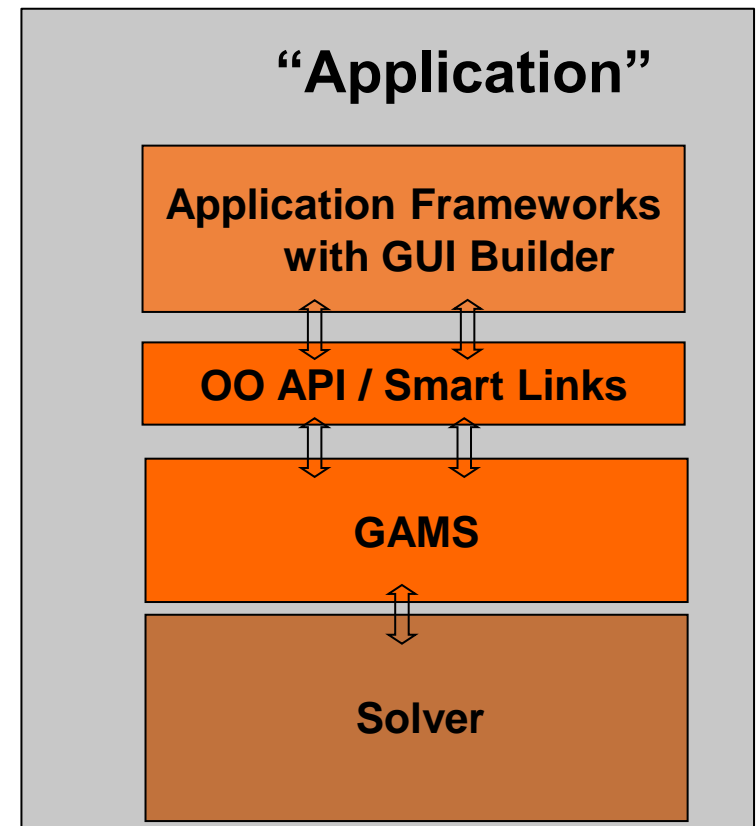 “Application”
Application Frameworks
with GUI Builder
OO API / Smart Links
GAMS
Solver